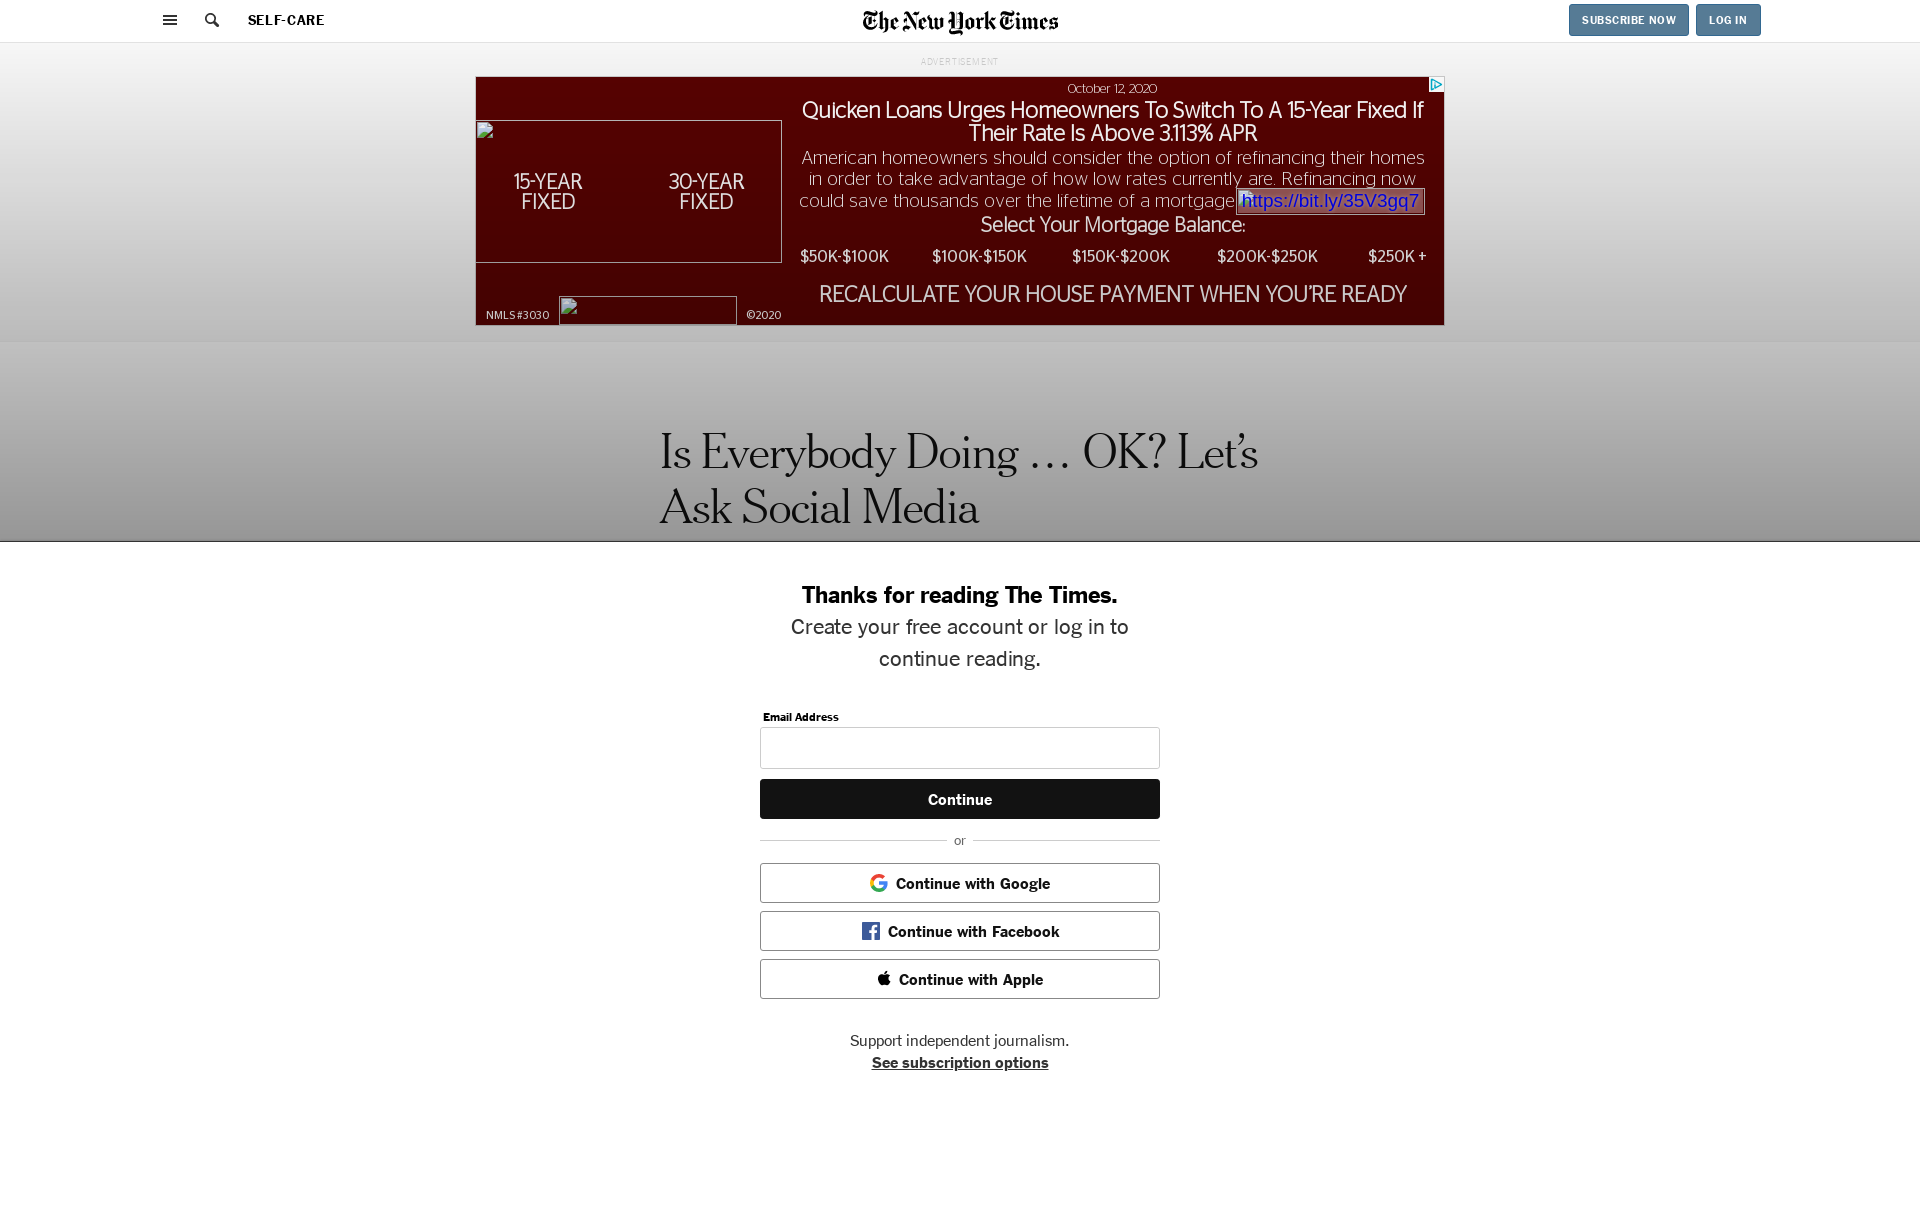 SELF-CARE
The New York Times
SUBSCRIBE NOW
LOG IN
ADVERTISEMENT
October 12, 2020
Quicken Loans Urges Homeowners To Switch To A 15-Year Fixed If
Their Rate Is Above 3.113% APR
American homeowners should consider the option of refinancing their homes
in order to take advantage of how low rates currently are. Refinancing now
could save thousands over the lifetime of a mortgage
https://bit.ly/35V3gq7
15-YEAR
FIXED
30-YEAR
FIXED
Select Your Mortgage Balance:
$50K-$100K $100K-$150K $150K-$200K $200K-$250K $250K +
RECALCULATE YOUR HOUSE PAYMENT WHEN YOU'RE READY
NMLS #3030
©2020
Is Everybody Doing … OK? Let’s
Ask Social Media
Thanks for reading The Times.
Create your free account or log in to
continue reading.
Email Address
Continue
or
Continue with Google
Continue with Facebook
Continue with Apple
Support independent journalism.
See subscription options